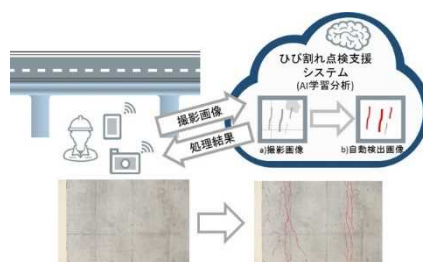 ひび割れ点検支援
システム
(AI学習分析)
撮影画像
処理結果
a)撮影画像
b)自動検出画像